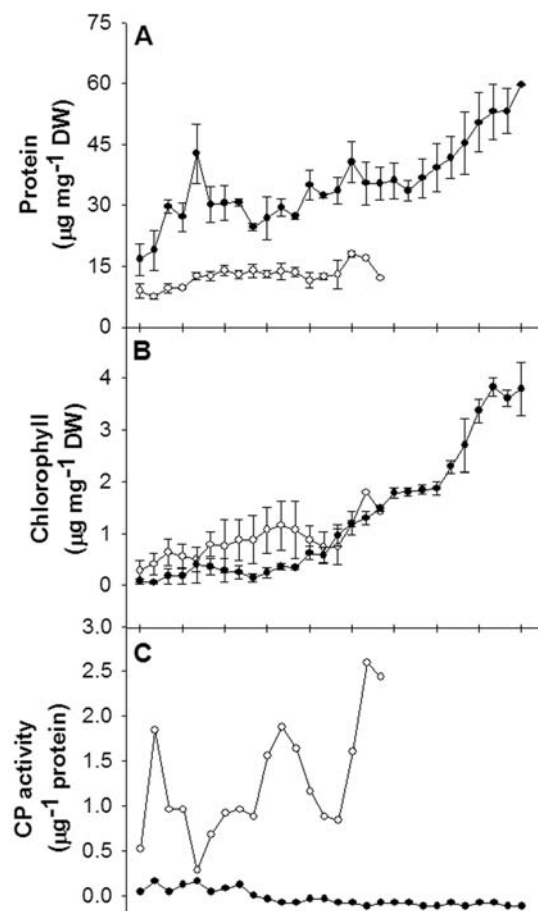 A
75
60
45
30
15
0
Protein
(µg mg⁻¹ DW)
B
4
3
2
1
0
Chlorophyll
(µg mg⁻¹ DW)
C
3.0
2.5
2.0
1.5
1.0
0.5
0.0
CP activity
(µg⁻¹ protein)